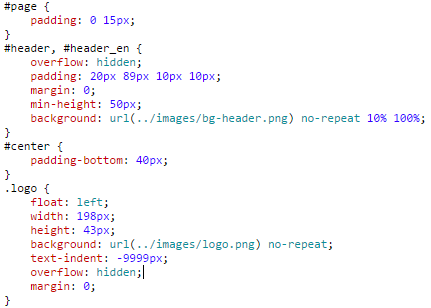 #page {
    padding: 0 15px;
}
#header, #header_en {
    overflow: hidden;
    padding: 20px 89px 10px 10px;
    margin: 0;
    min-height: 50px;
    background: url(../images/bg-header.png) no-repeat 10% 100%;
}
#center {
    padding-bottom: 40px;
}
.logo {
    float: left;
    width: 198px;
    height: 43px;
    background: url(../images/logo.png) no-repeat;
    text-indent: -9999px;
    overflow: hidden;
    margin: 0;
}